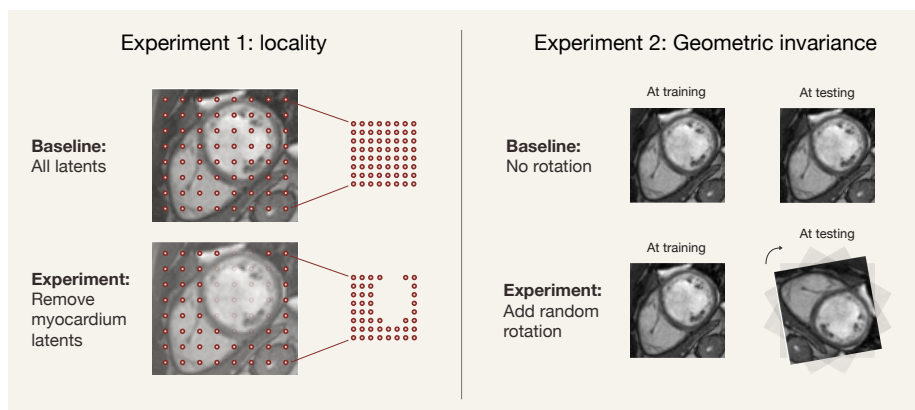 Experiment 1: locality
Baseline:
All latents
Experiment:
Remove
myocardium
latents
Experiment 2: Geometric invariance
At training
At testing
Baseline:
No rotation
At training
At testing
Experiment:
Add random
rotation